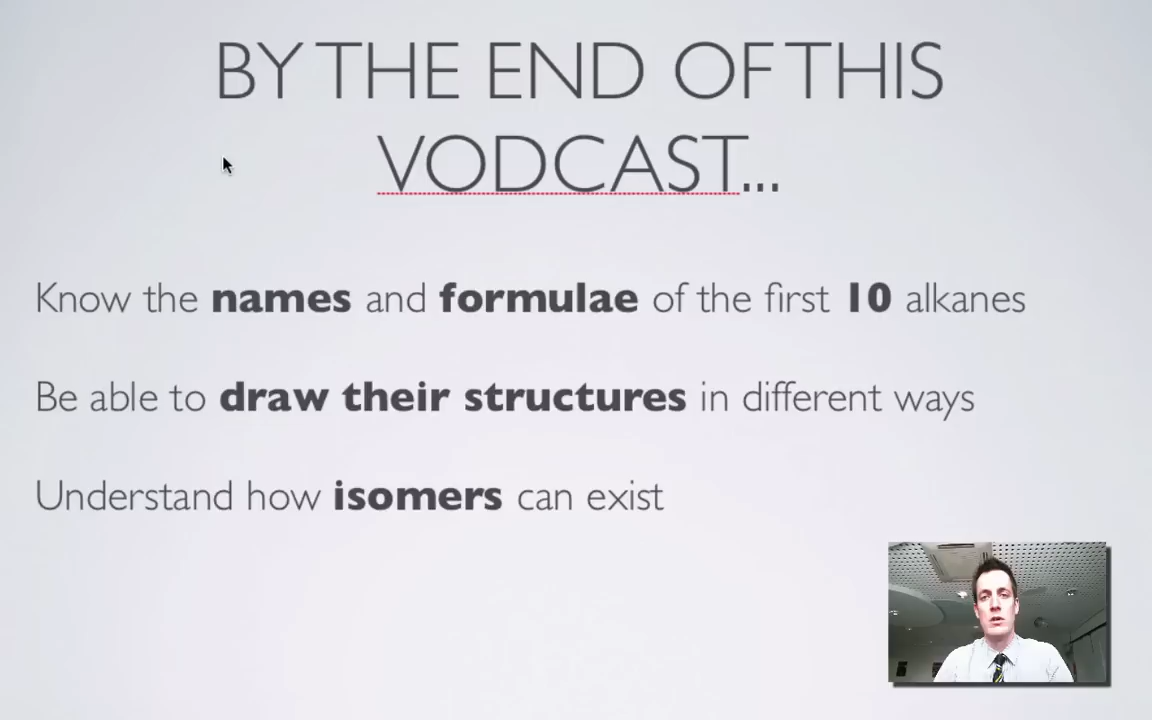 BY THE END OF THIS
VODCAST...
Know the names and formulae of the first 10 alkanes
Be able to draw their structures in different ways
Understand how isomers can exist